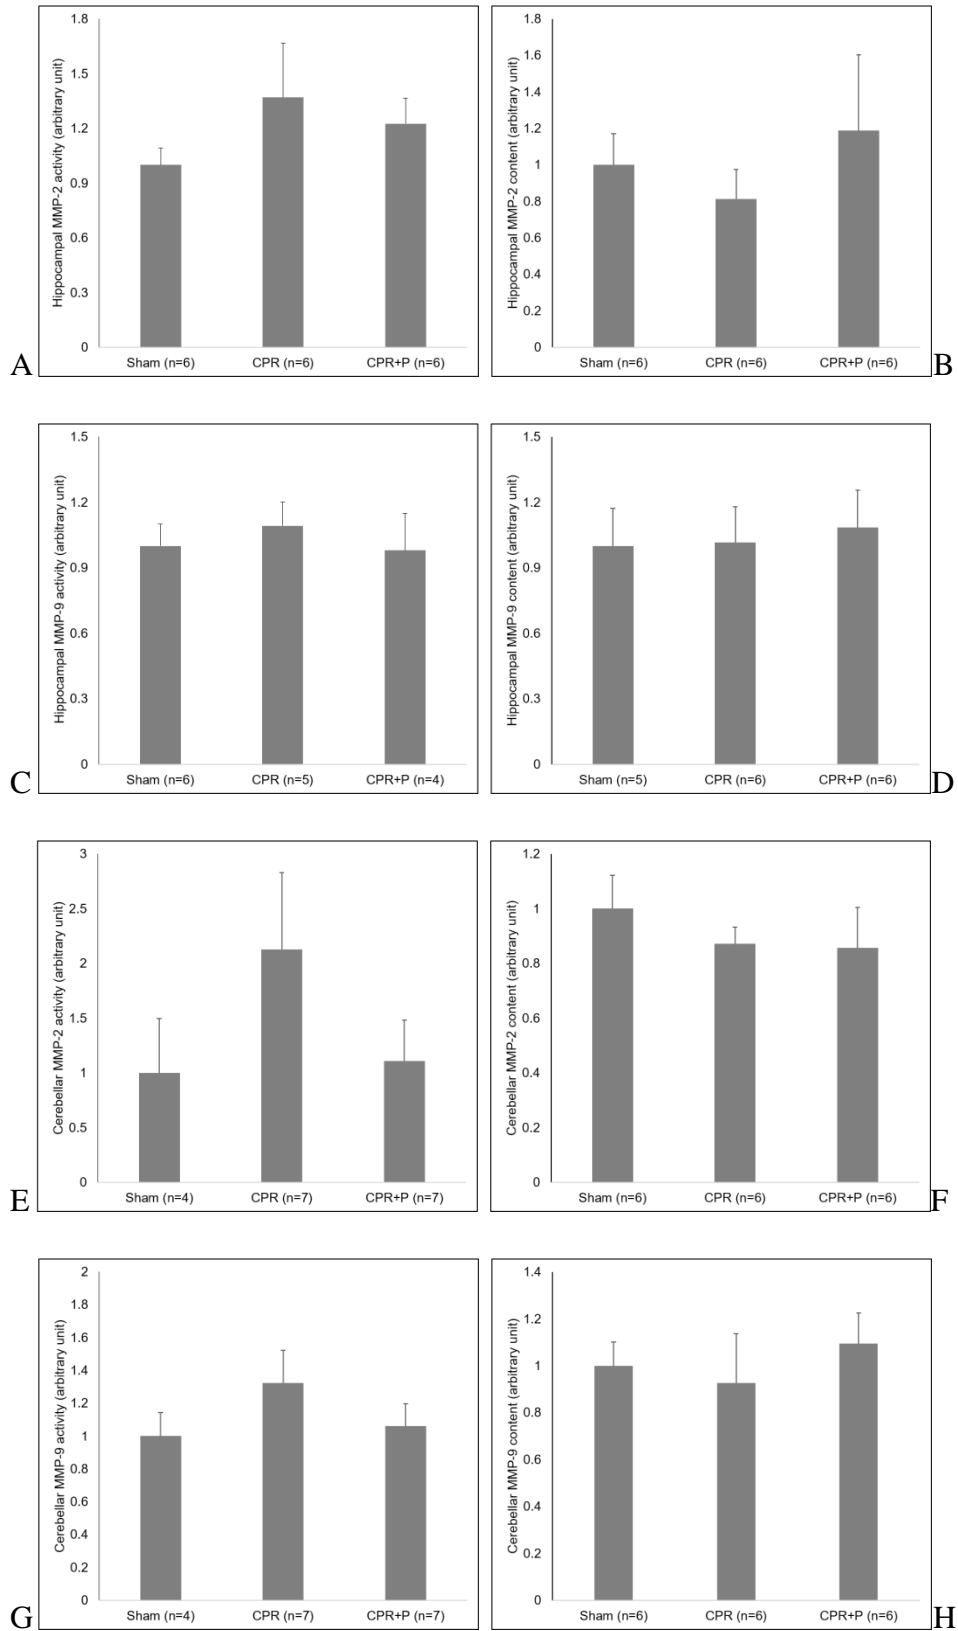 Hippocampal MMP-2 activity (arbitrary unit)
1.8
1.5
1.2
0.9
0.6
0.3
0
Sham (n=6) CPR (n=6) CPR+P (n=6)
A
Hippocampal MMP-2 content (arbitrary unit)
1.8
1.6
1.4
1.2
1
0.8
0.6
0.4
0.2
0
Sham (n=6) CPR (n=6) CPR+P (n=6)
B
Hippocampal MMP-9 activity (arbitrary unit)
1.5
1.2
0.9
0.6
0.3
0
Sham (n=6) CPR (n=5) CPR+P (n=4)
C
Hippocampal MMP-9 content (arbitrary unit)
1.5
1.2
0.9
0.6
0.3
0
Sham (n=5) CPR (n=6) CPR+P (n=6)
D
Cerebellar MMP-2 activity (arbitrary unit)
3
2.5
2
1.5
1
0.5
0
Sham (n=4) CPR (n=7) CPR+P (n=7)
E
Cerebellar MMP-2 content (arbitrary unit)
1.2
1
0.8
0.6
0.4
0.2
0
Sham (n=6) CPR (n=6) CPR+P (n=6)
F
Cerebellar MMP-9 activity (arbitrary unit)
2
1.8
1.6
1.4
1.2
1
0.8
0.6
0.4
0.2
0
Sham (n=4) CPR (n=7) CPR+P (n=7)
G
Cerebellar MMP-9 content (arbitrary unit)
1.4
1.2
1
0.8
0.6
0.4
0.2
0
Sham (n=6) CPR (n=6) CPR+P (n=6)
H